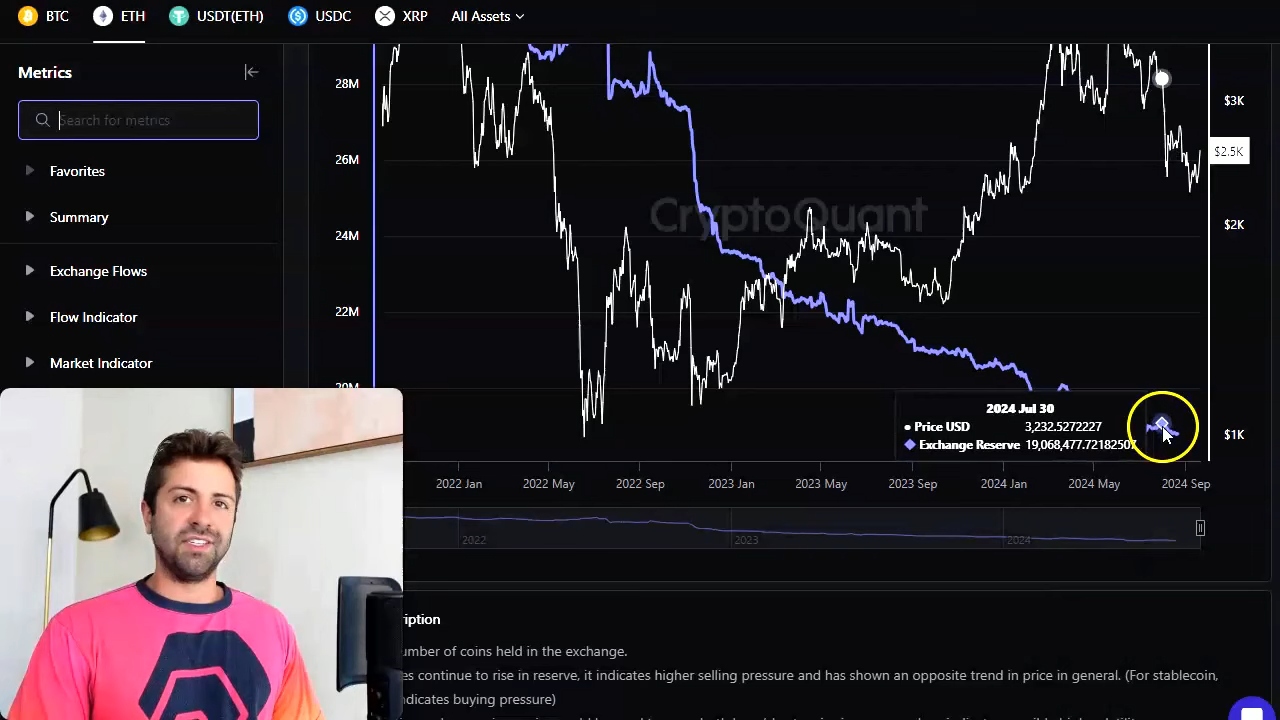 BTC ETH USDT(ETH) USDC XRP All Assets
Metrics
Search for metrics
Favorites
Summary
Exchange Flows
Flow Indicator
Market Indicator
28M
26M
24M
22M
20M
CryptoQuant
$3K
$2.5K
$2K
$1K
2024 Jul 30
Price USD 3,232.5272227
Exchange Reserve 19,068,477.72182507
2022 Jan 2022 May 2022 Sep 2023 Jan 2023 May 2023 Sep 2024 Jan 2024 May 2024 Sep
2022 2023 2024
ription
umber of coins held in the exchange.
es continue to rise in reserve, it indicates higher selling pressure and has shown an opposite trend in price in general. (For stablecoin,
ndicates buying pressure)